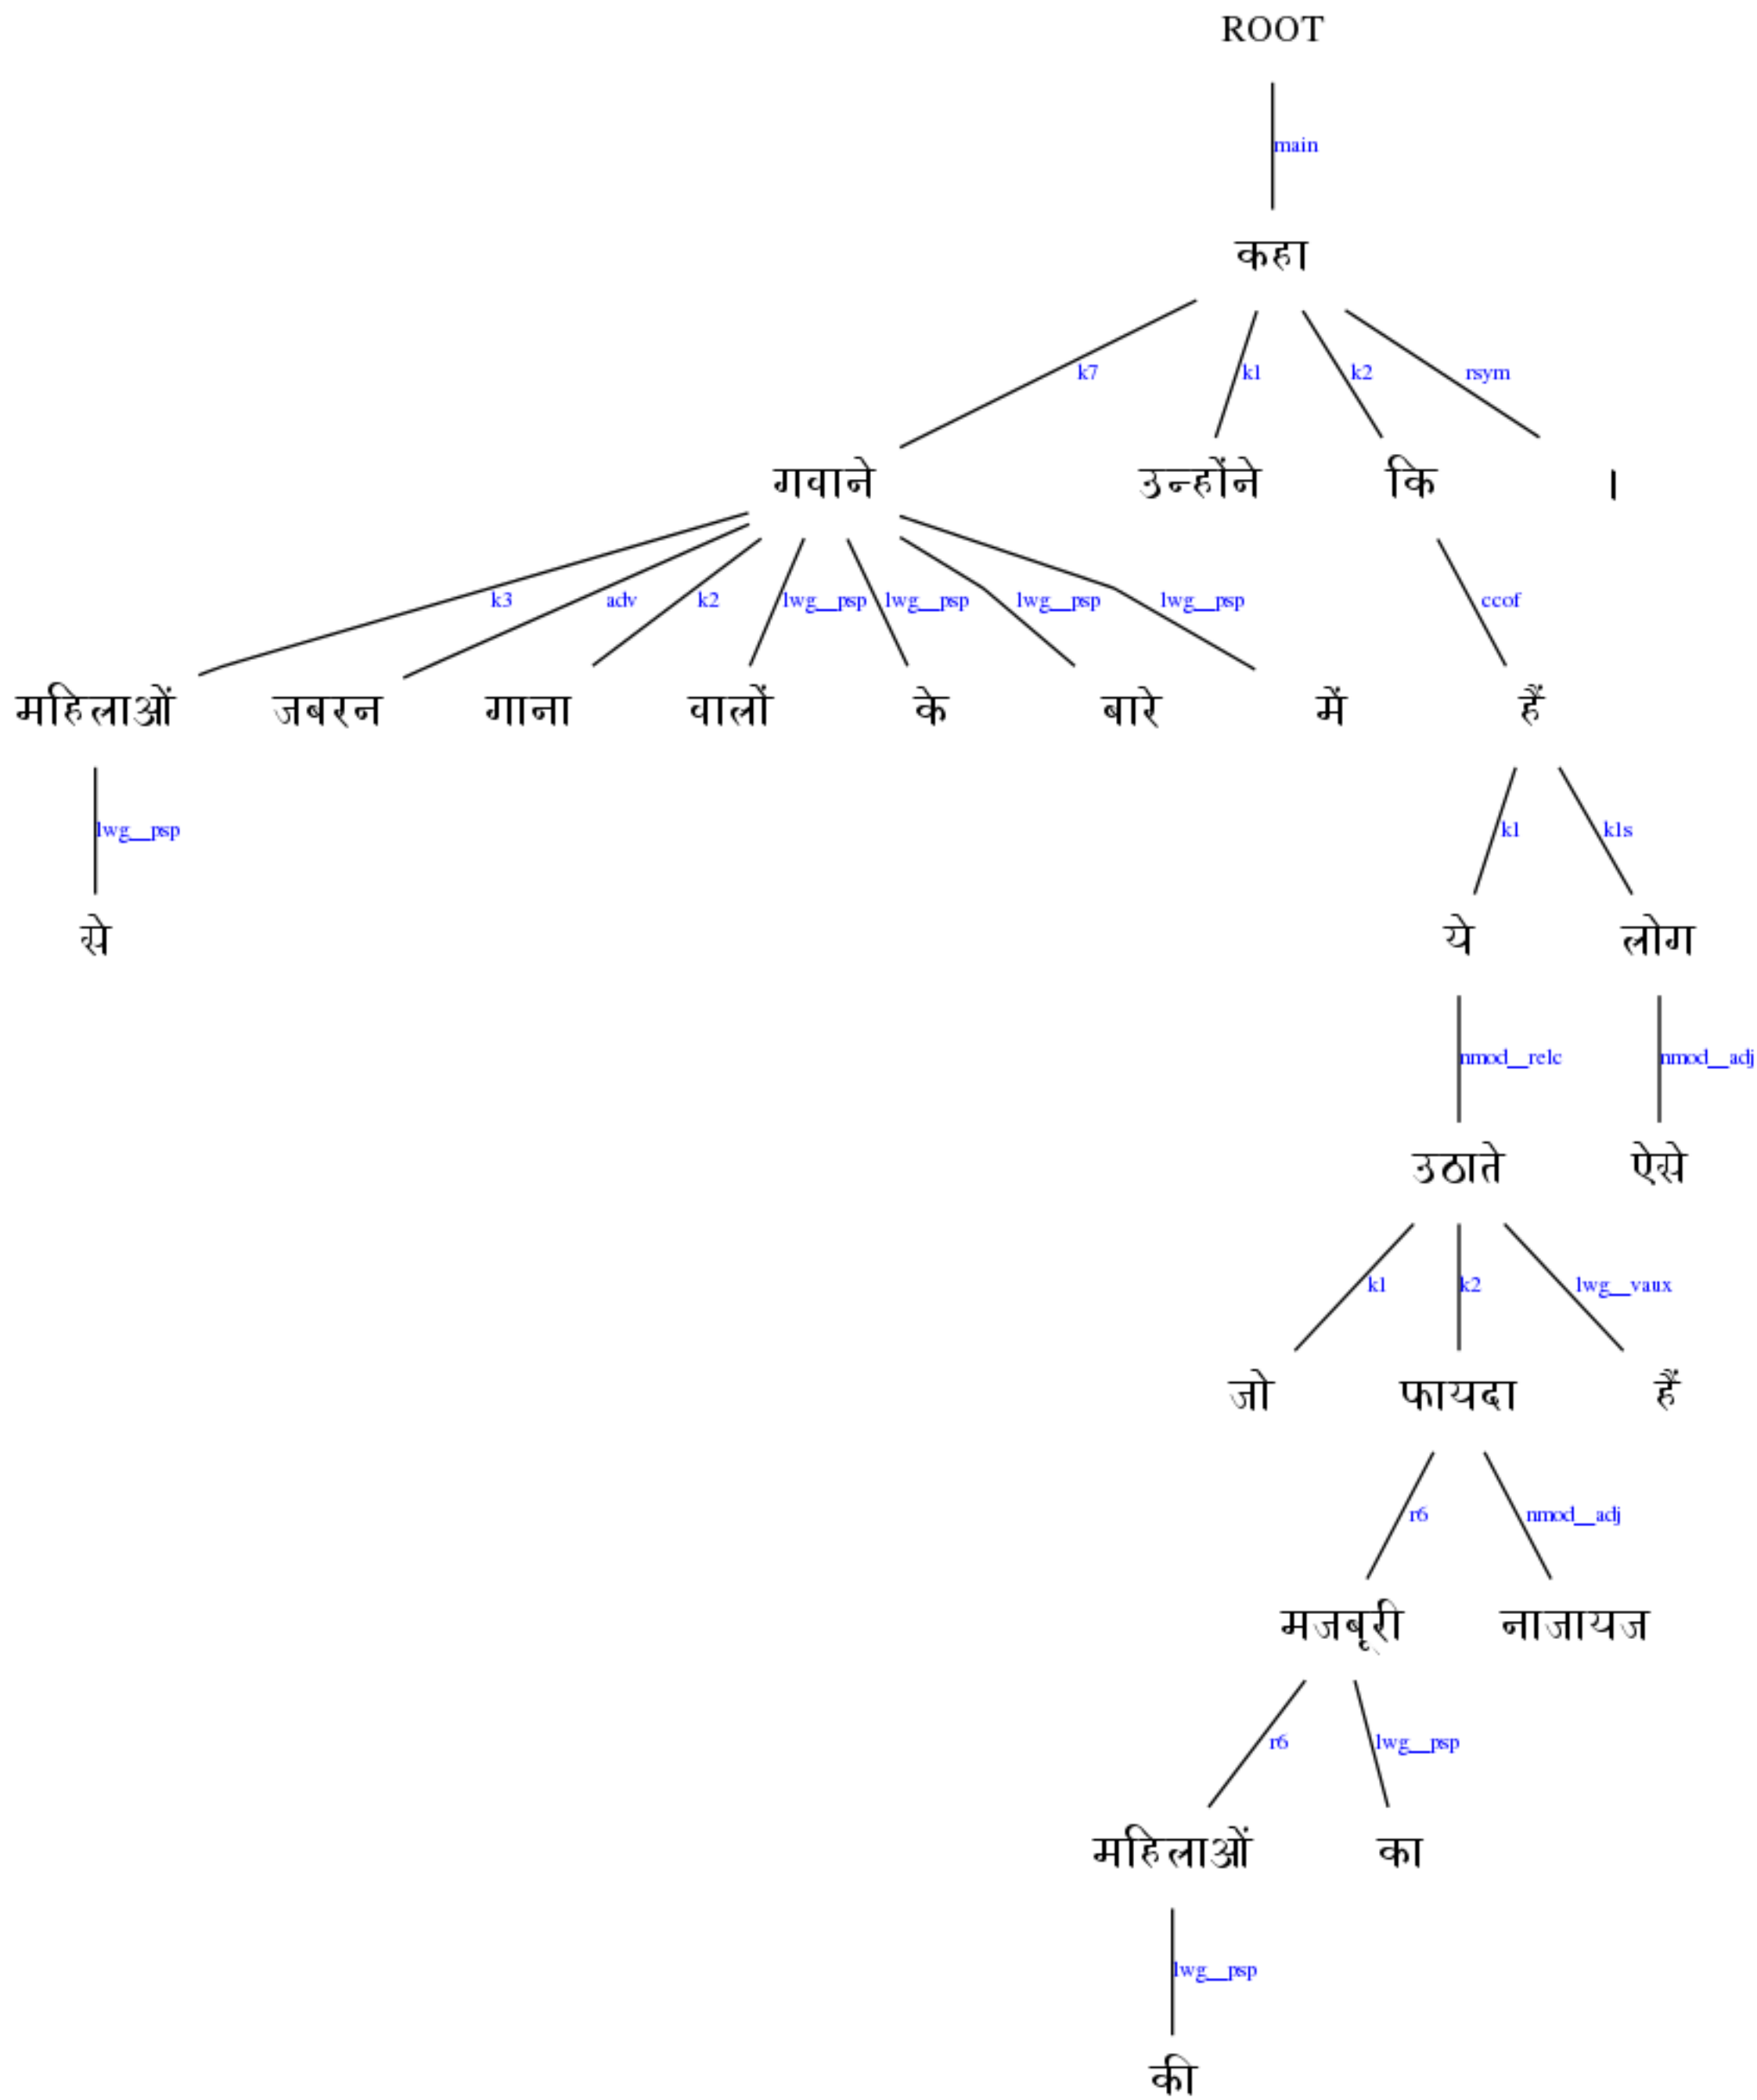 ROOT
main
कहा
k7 k1 k2 rsym
गवाने उन्होंने कि ।
k3 adv k2 lwg__psp lwg__psp lwg__psp lwg__psp ccof
महिलाओं जबरन गाना वालों के बारे में हैं
lwg__psp k1 k1s
से ये लोग
nmod__relc nmod__adj
उठाते ऐसे
k1 k2 lwg__vaux
जो फायदा हैं
r6 nmod__adj
मजबूरी नाजायज
r6 lwg__psp
महिलाओं का
lwg__psp
की